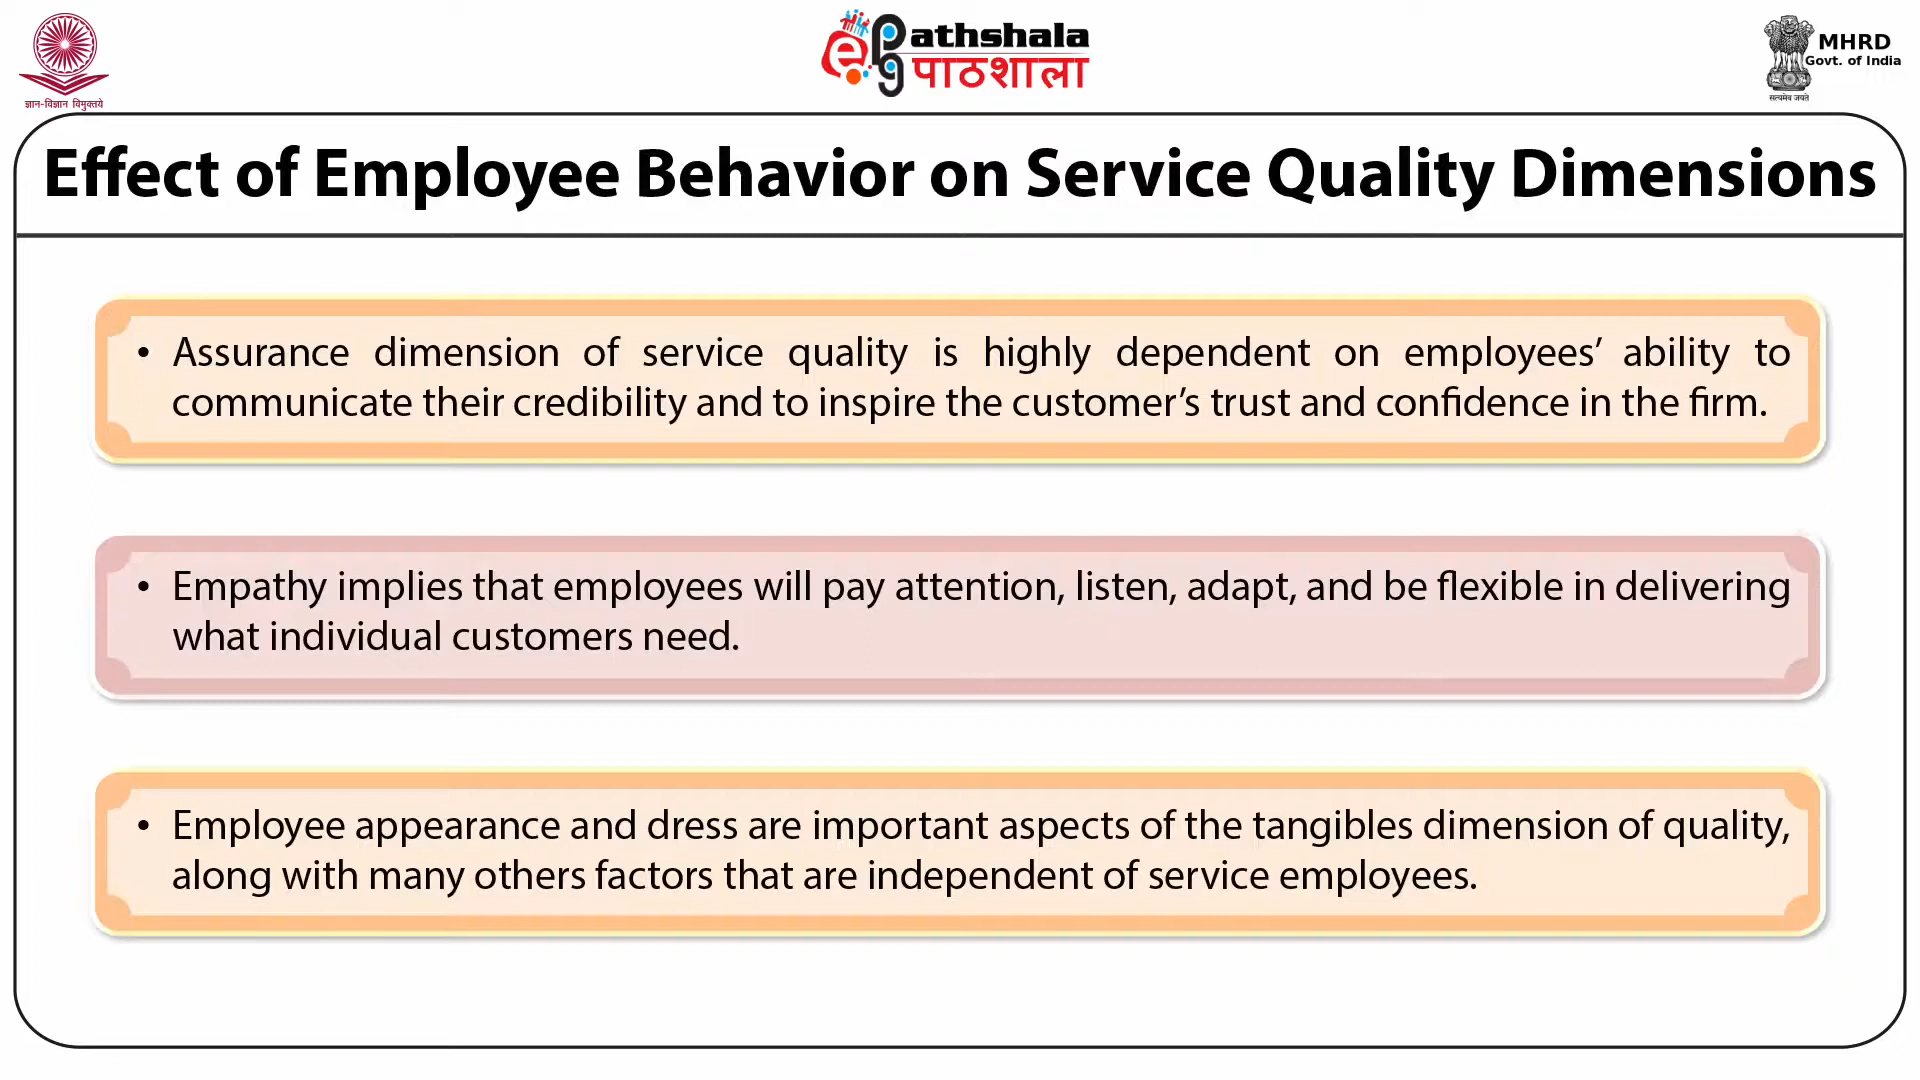 ज्ञान-विज्ञान विमुक्तये
ePathshala
पाठशाला
MHRD
Govt. of India
सत्यमेव जयते
Effect of Employee Behavior on Service Quality Dimensions
• Assurance dimension of service quality is highly dependent on employees’ ability to
communicate their credibility and to inspire the customer’s trust and confidence in the firm.
• Empathy implies that employees will pay attention, listen, adapt, and be flexible in delivering
what individual customers need.
• Employee appearance and dress are important aspects of the tangibles dimension of quality,
along with many others factors that are independent of service employees.